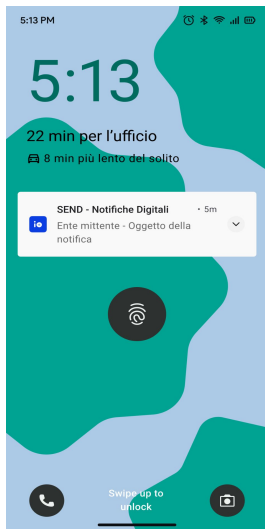 5:13 PM
5:13
22 min per l’ufficio
8 min più lento del solito
SEND - Notifiche Digitali • 5m
io
Ente mittente - Oggetto della
notifica
Swipe up to
unlock